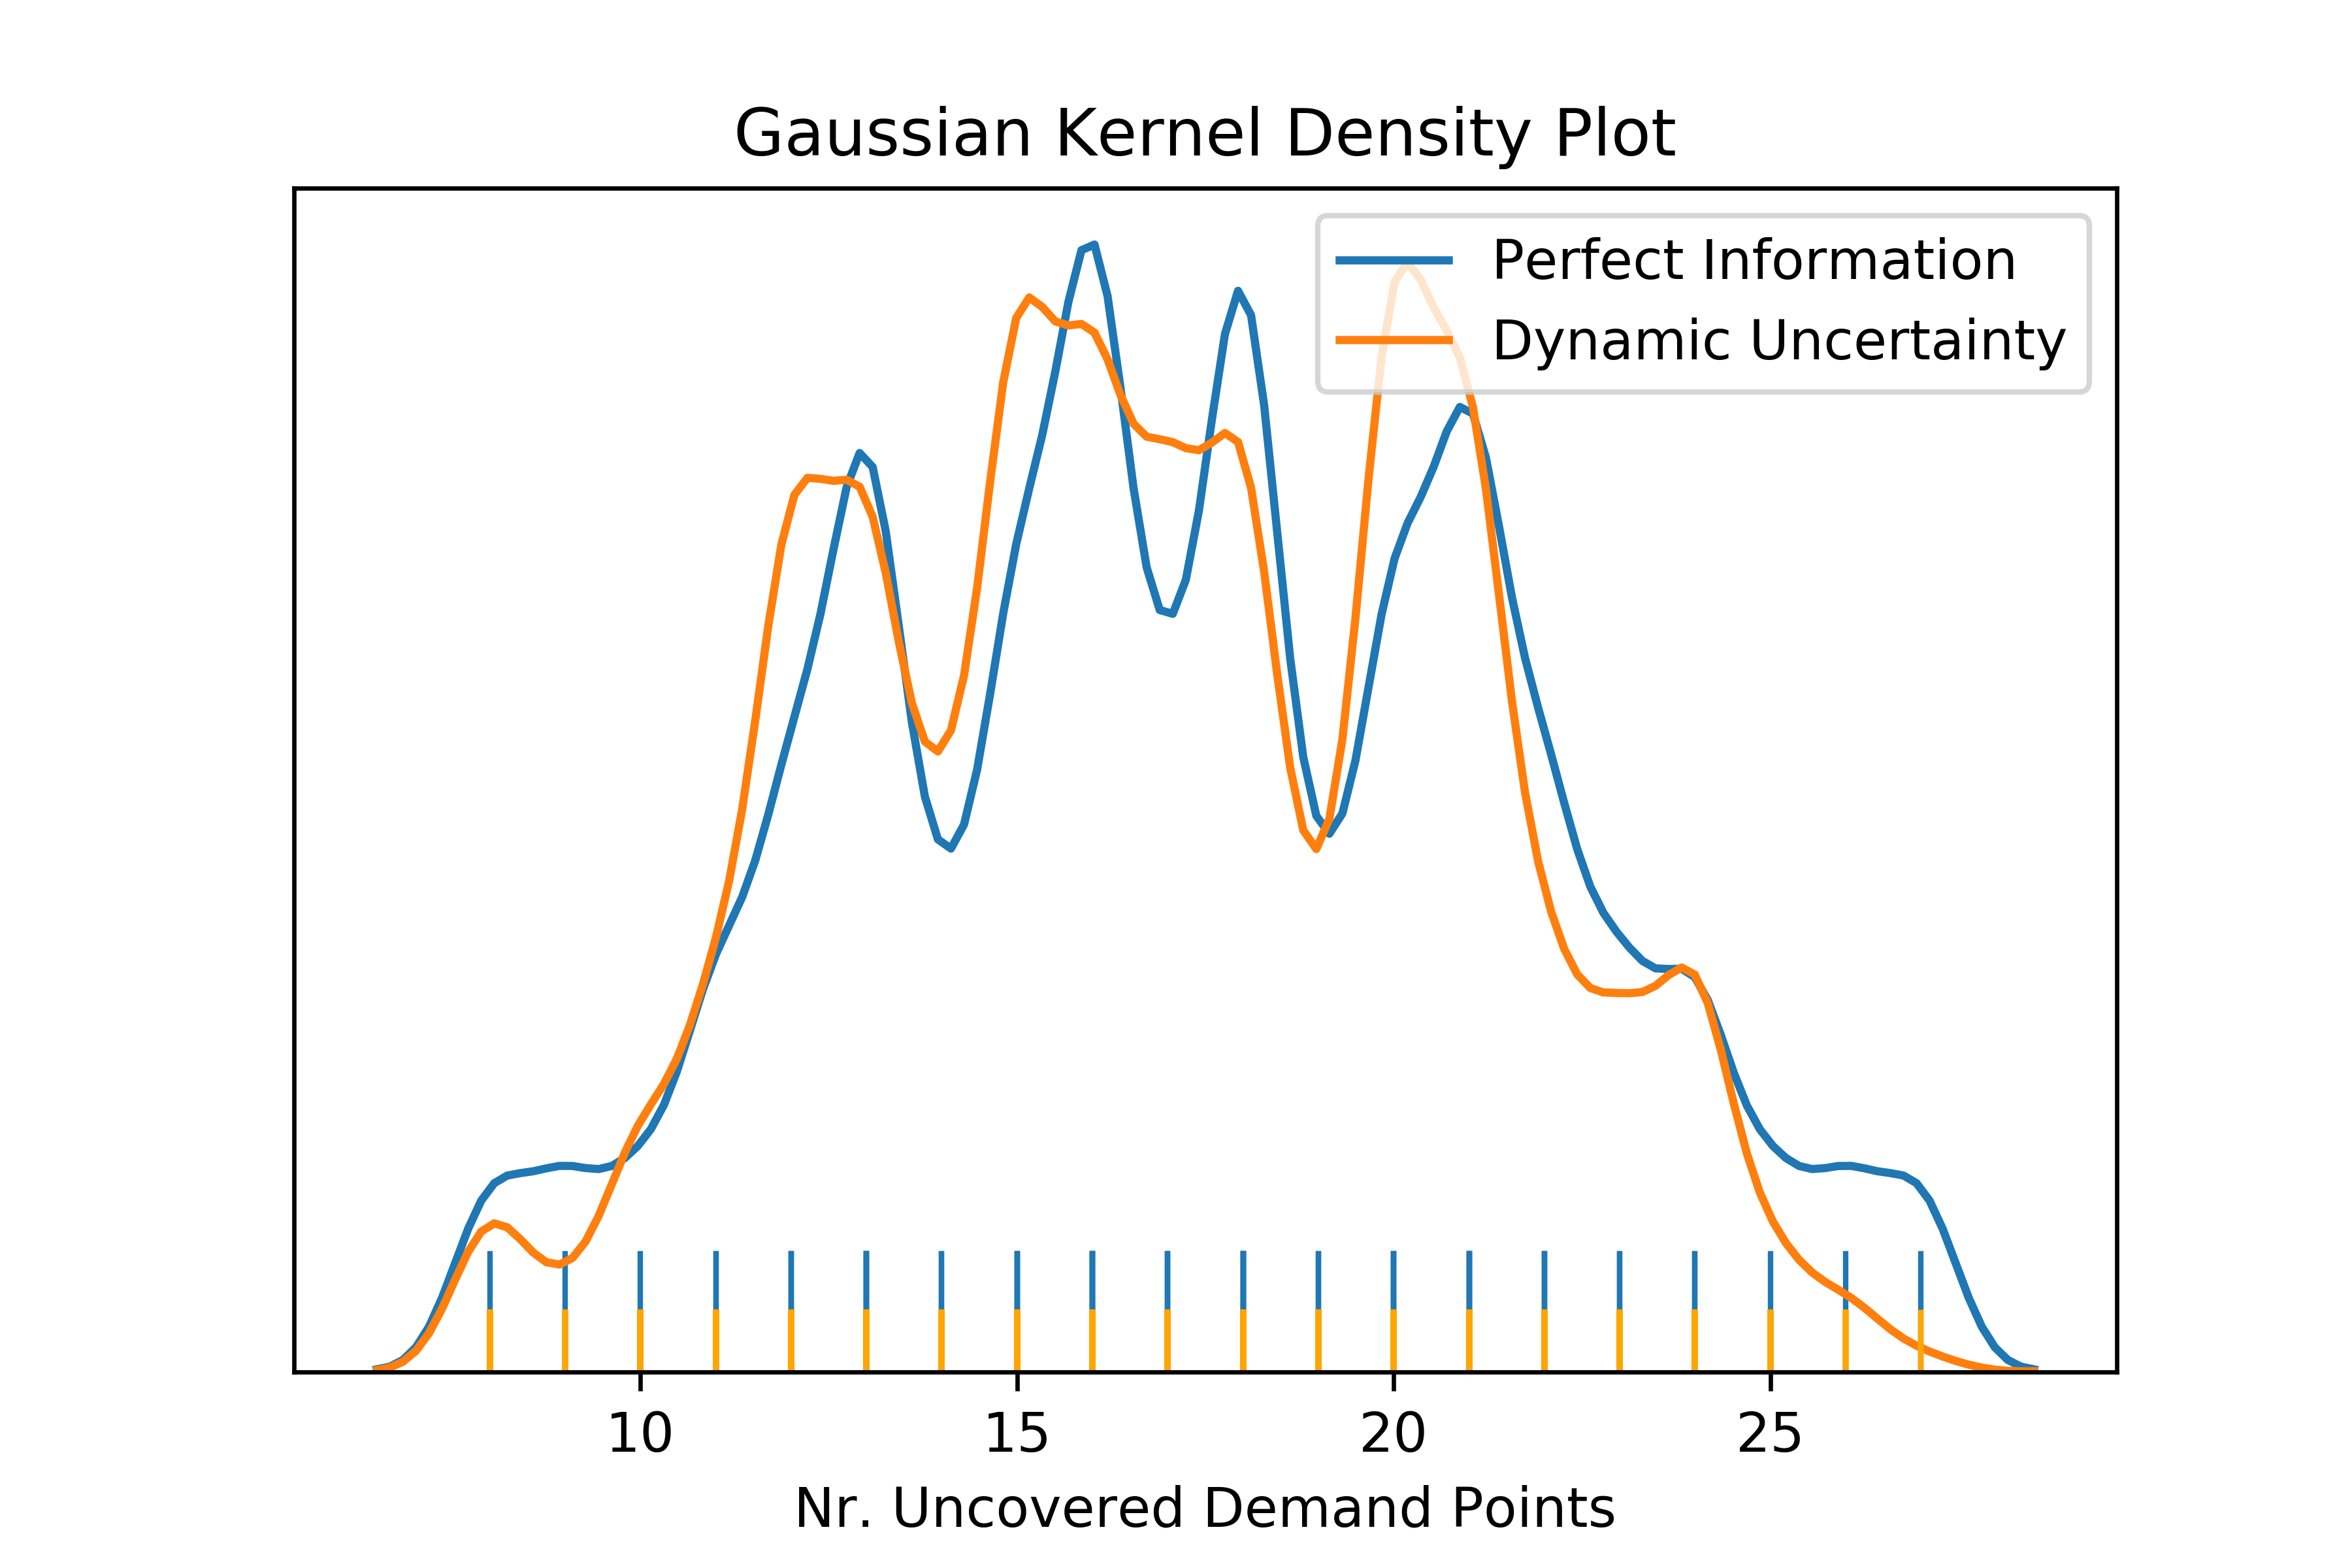 Gaussian Kernel Density Plot
Perfect Information
Dynamic Uncertainty
10 15 20 25
Nr. Uncovered Demand Points